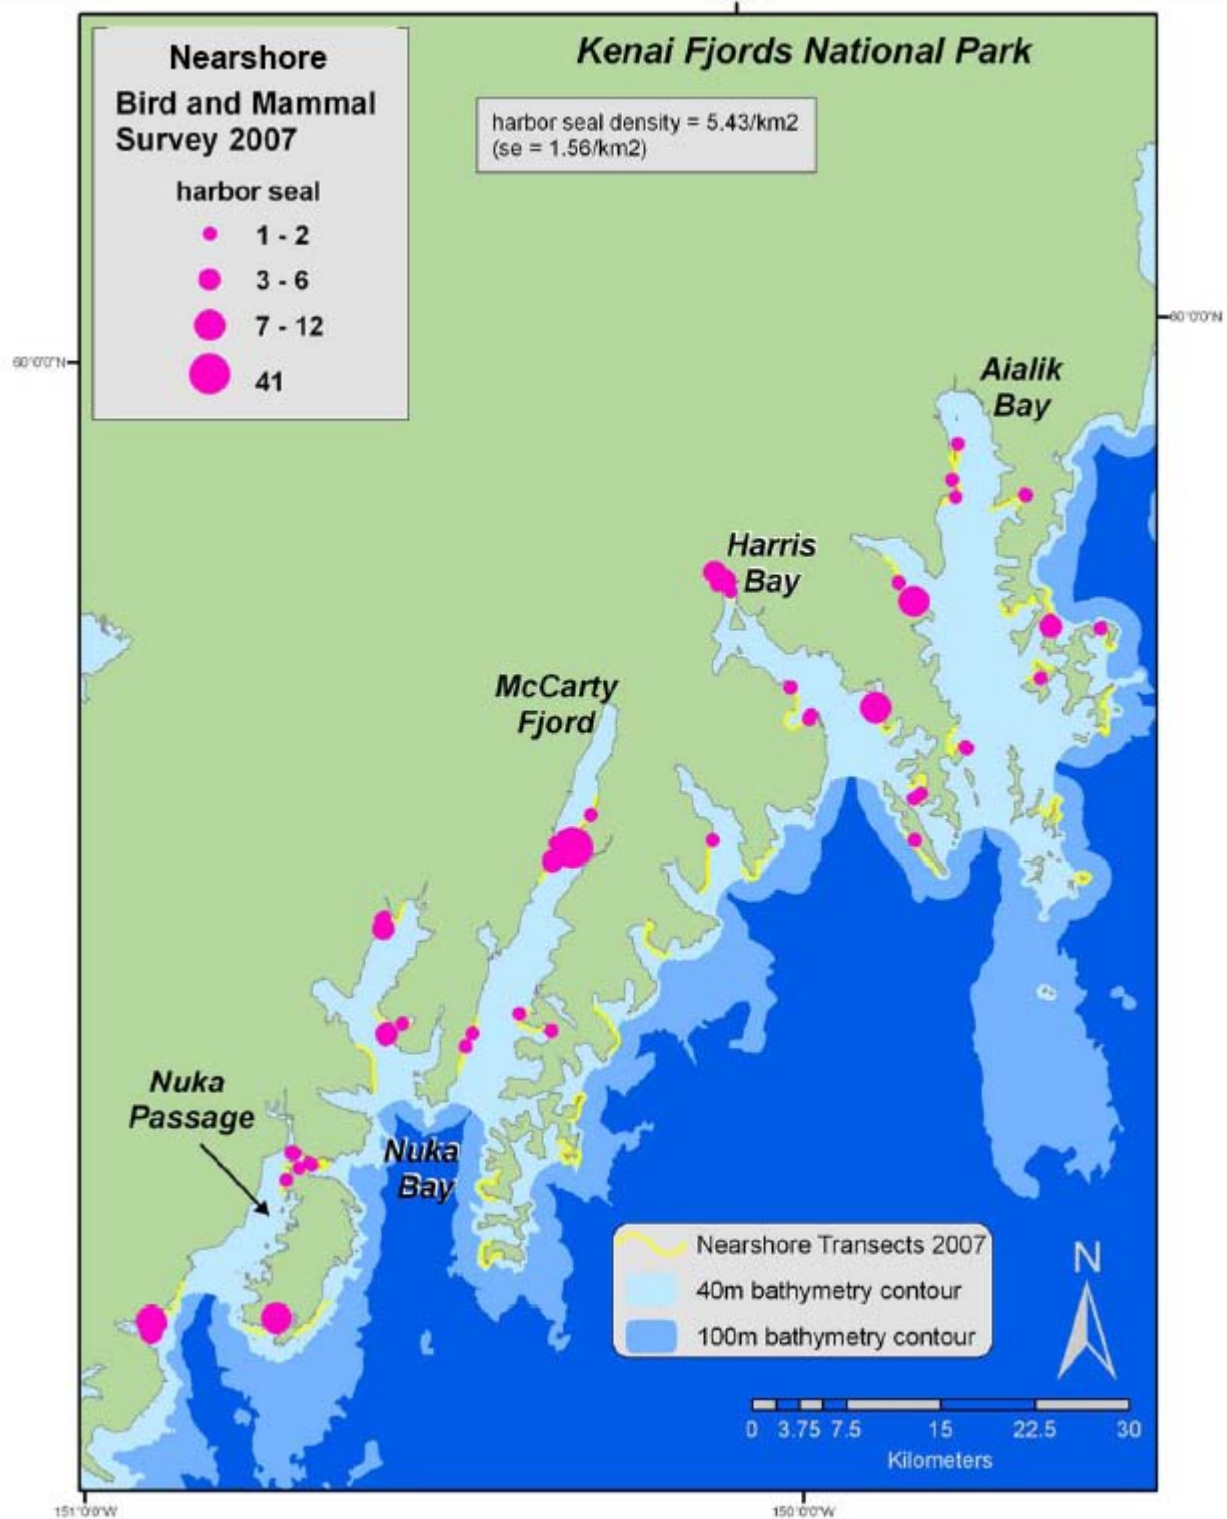 Kenai Fjords National Park
Nearshore
Bird and Mammal
Survey 2007
harbor seal
1 - 2
3 - 6
7 - 12
41
harbor seal density = 5.43/km2
(se = 1.56/km2)
60°0'0"N
60°0'0"N
Aialik
Bay
Harris
Bay
McCarty
Fjord
Nuka
Passage
Nuka
Bay
Nearshore Transects 2007
40m bathymetry contour
100m bathymetry contour
N
0 3.75 7.5 15 22.5 30
Kilometers
151°0'0"W
150°0'0"W